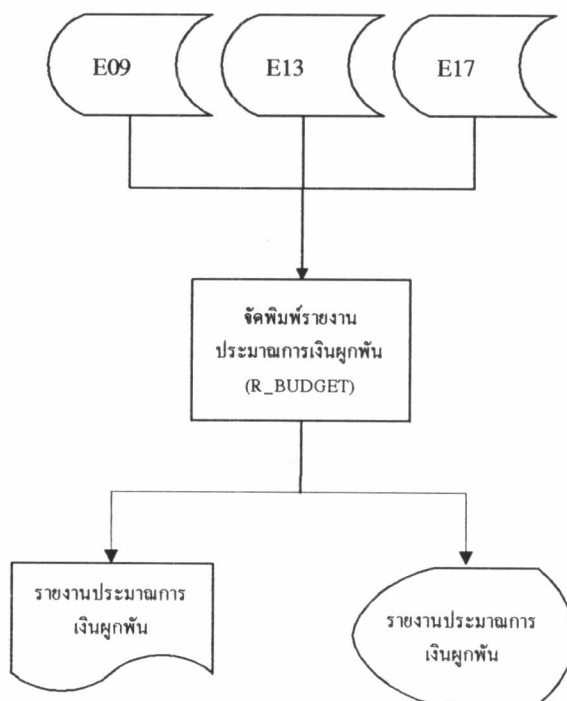 E09
E13
E17
จัดพิมพ์รายงาน
ประมาณการเงินผูกพัน
(R_BUDGET)
รายงานประมาณการ
เงินผูกพัน
รายงานประมาณการ
เงินผูกพัน